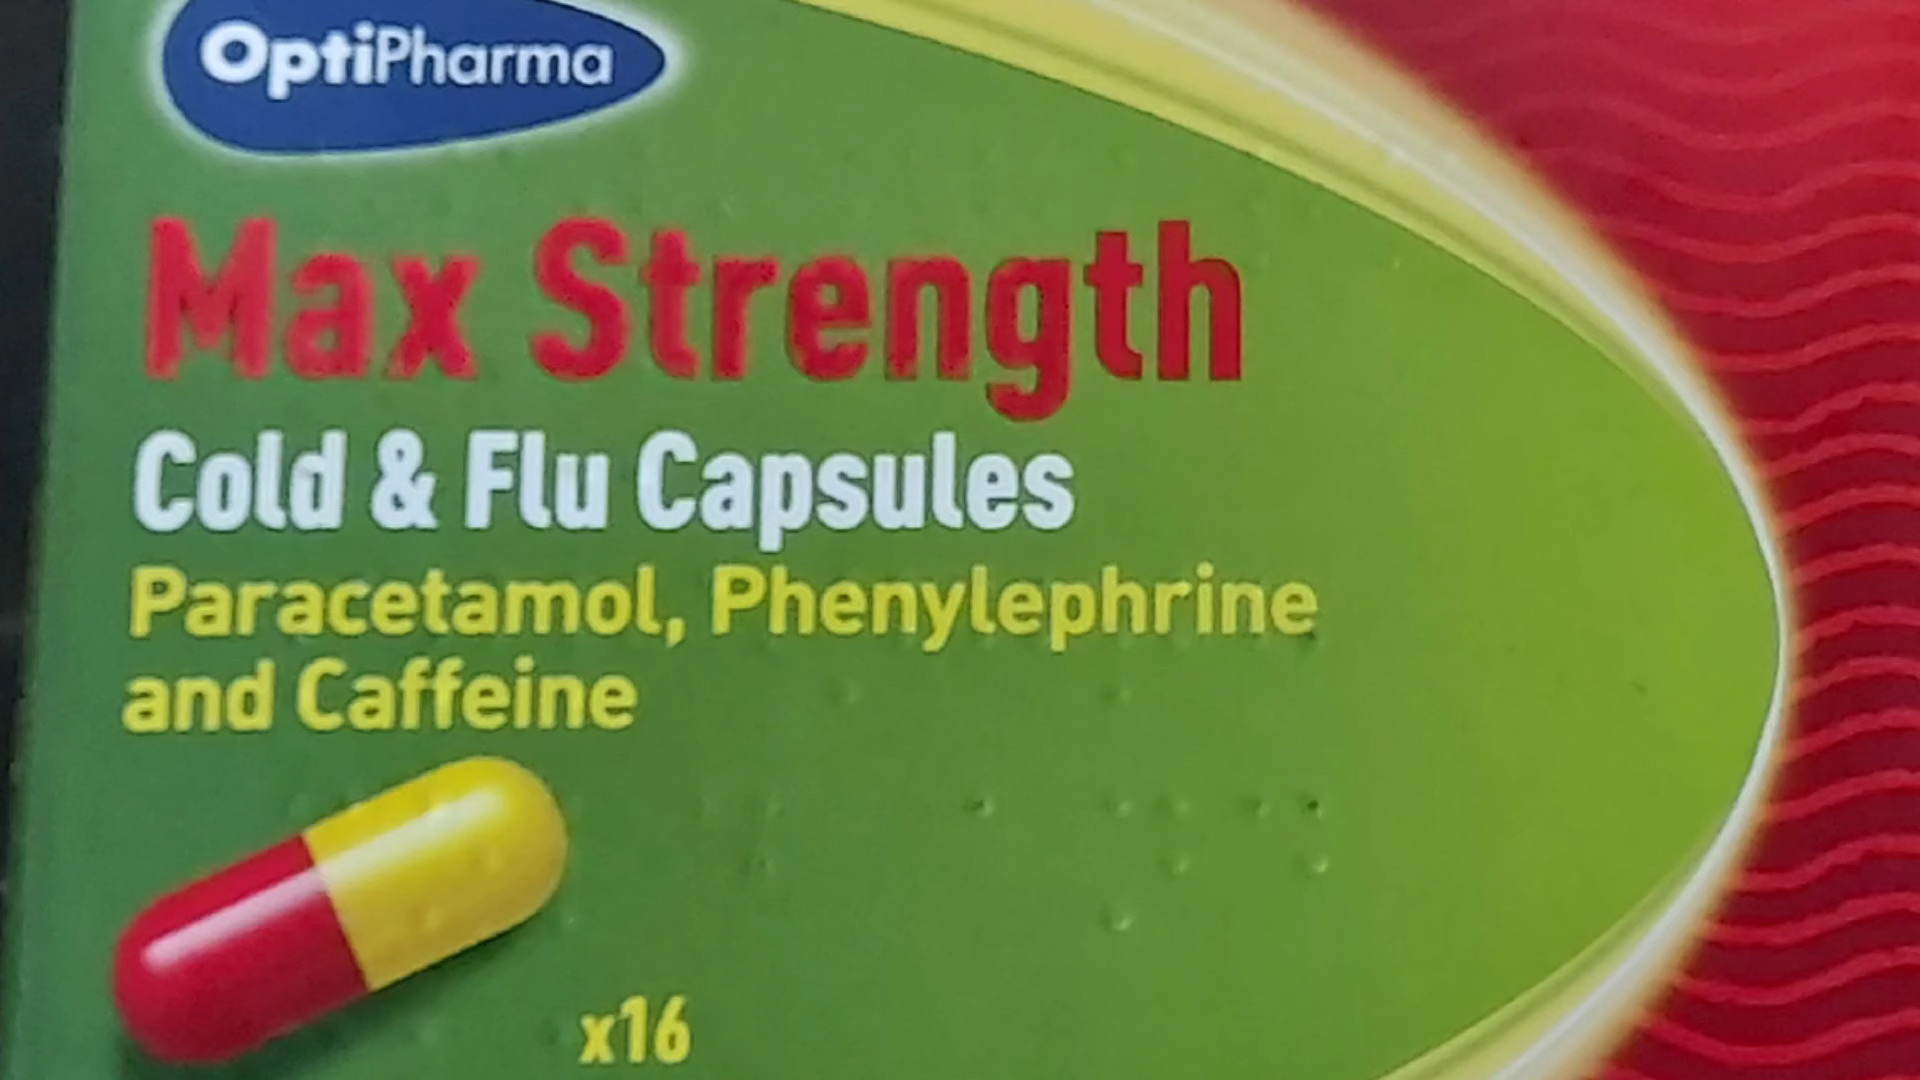 OptiPharma
Max Strength
Cold & Flu Capsules
Paracetamol, Phenylephrine
and Caffeine
x16